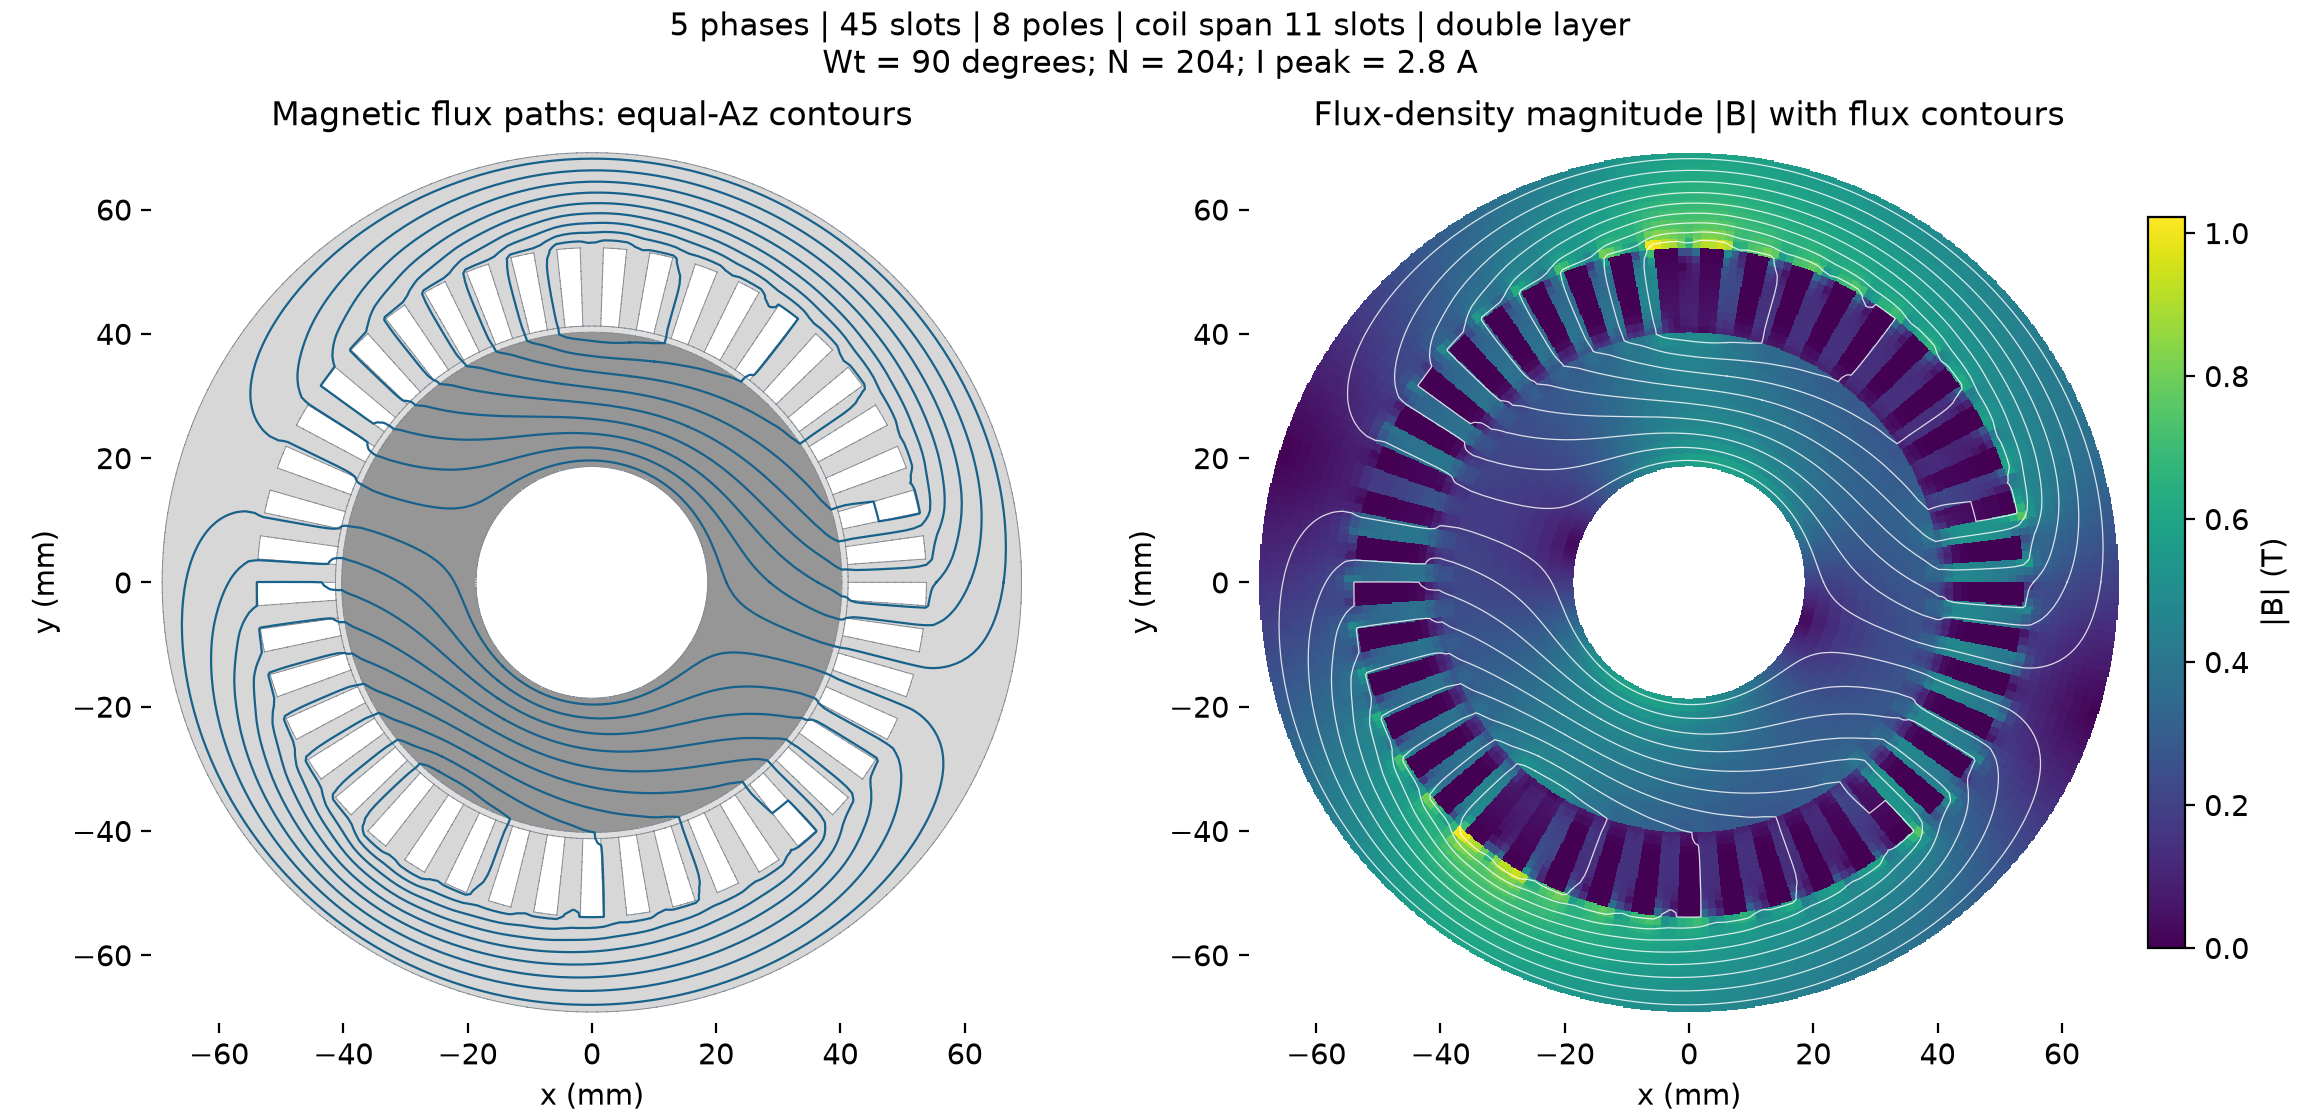 5 phases | 45 slots | 8 poles | coil span 11 slots | double layer
Wt = 90 degrees; N = 204; I peak = 2.8 A
Magnetic flux paths: equal-Az contours
60
40
20
0
−20
−40
−60
y (mm)
−60 −40 −20 0 20 40 60
x (mm)
Flux-density magnitude |B| with flux contours
60
40
20
0
−20
−40
−60
y (mm)
−60 −40 −20 0 20 40 60
x (mm)
1.0
0.8
0.6
0.4
0.2
0.0
|B| (T)